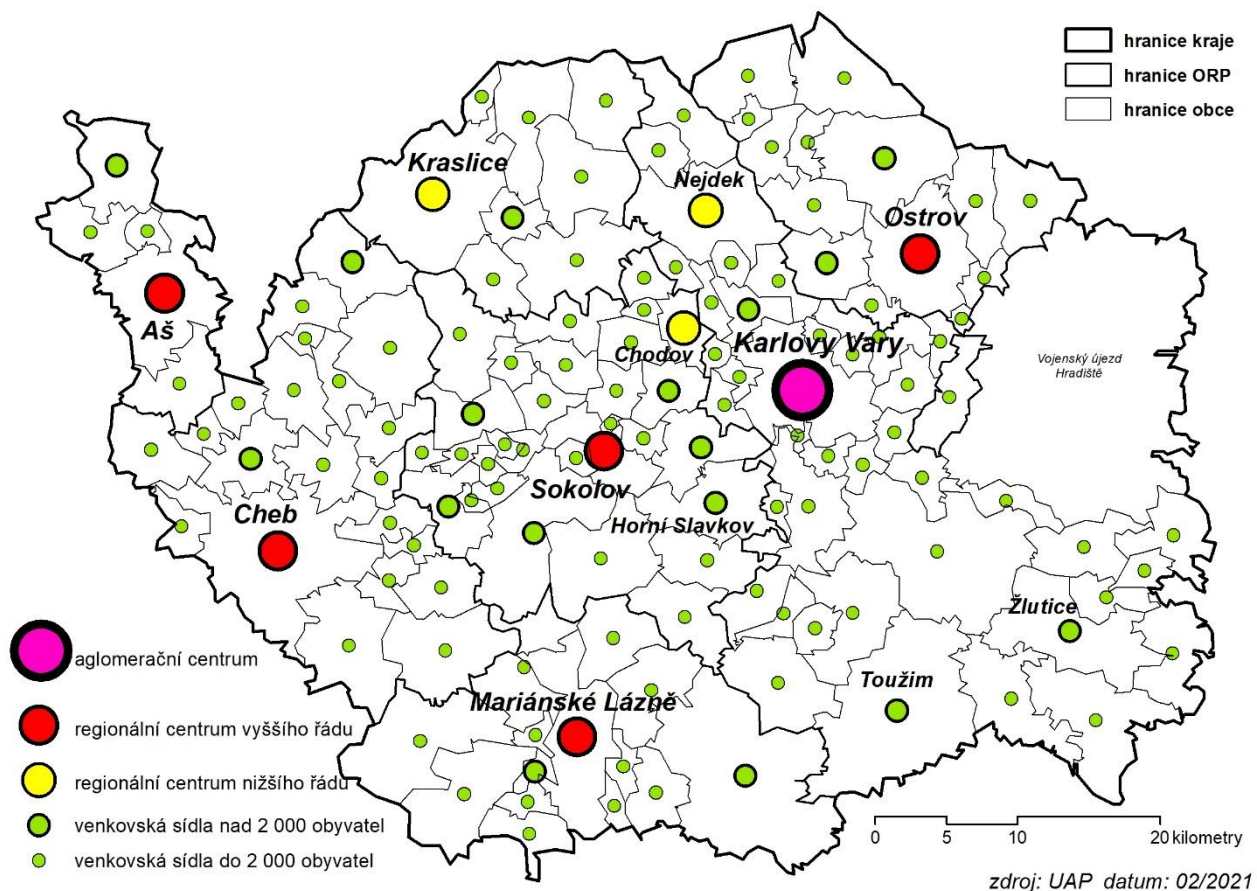 hranice kraje
hranice ORP
hranice obce
Kraslice
Nejdek
Ostrov
Aš
Chodov
Karlovy Vary
Vojenský újezd
Hradiště
Sokolov
Horní Slavkov
Cheb
Žlutice
Toužim
Mariánské Lázně
aglomerační centrum
regionální centrum vyššího řádu
regionální centrum nižšího řádu
venkovská sídla nad 2 000 obyvatel
venkovská sídla do 2 000 obyvatel
0 5 10 20 kilometry
zdroj: UAP datum: 02/2021